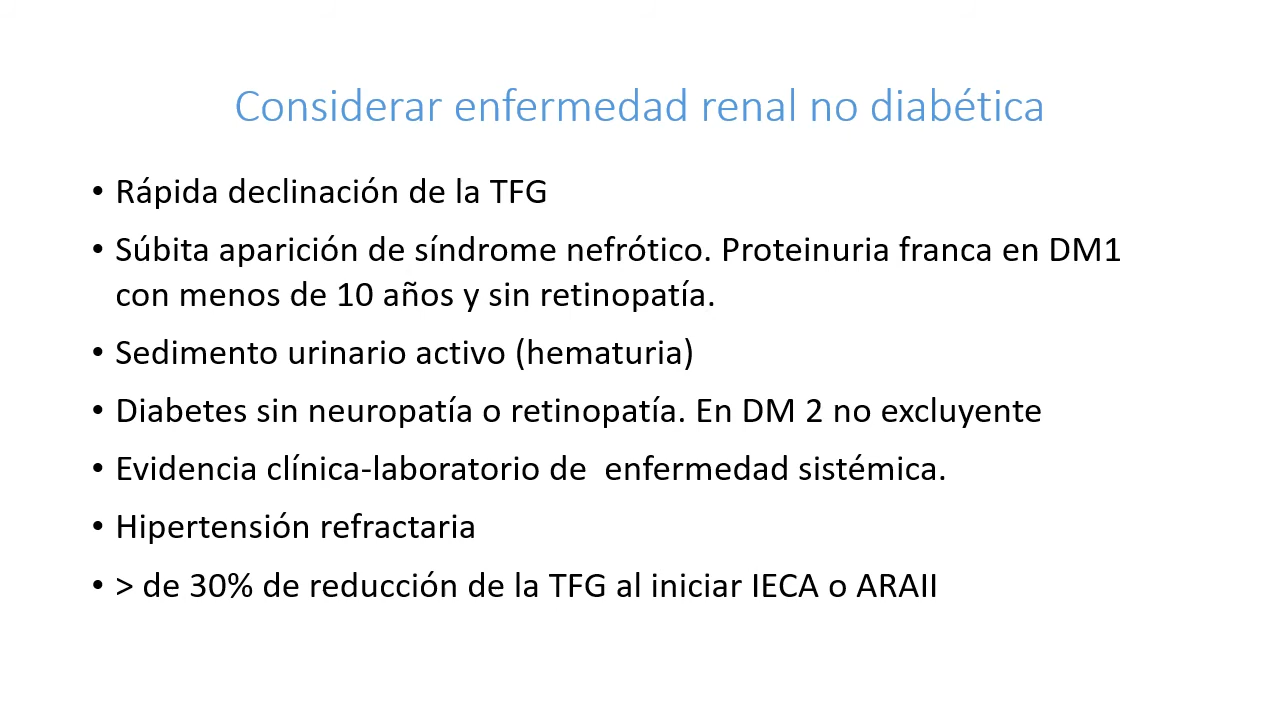 Considerar enfermedad renal no diabética
• Rápida declinación de la TFG
• Súbita aparición de síndrome nefrótico. Proteinuria franca en DM1
con menos de 10 años y sin retinopatía.
• Sedimento urinario activo (hematuria)
• Diabetes sin neuropatía o retinopatía. En DM 2 no excluyente
• Evidencia clínica-laboratorio de  enfermedad sistémica.
• Hipertensión refractaria
• > de 30% de reducción de la TFG al iniciar IECA o ARAII